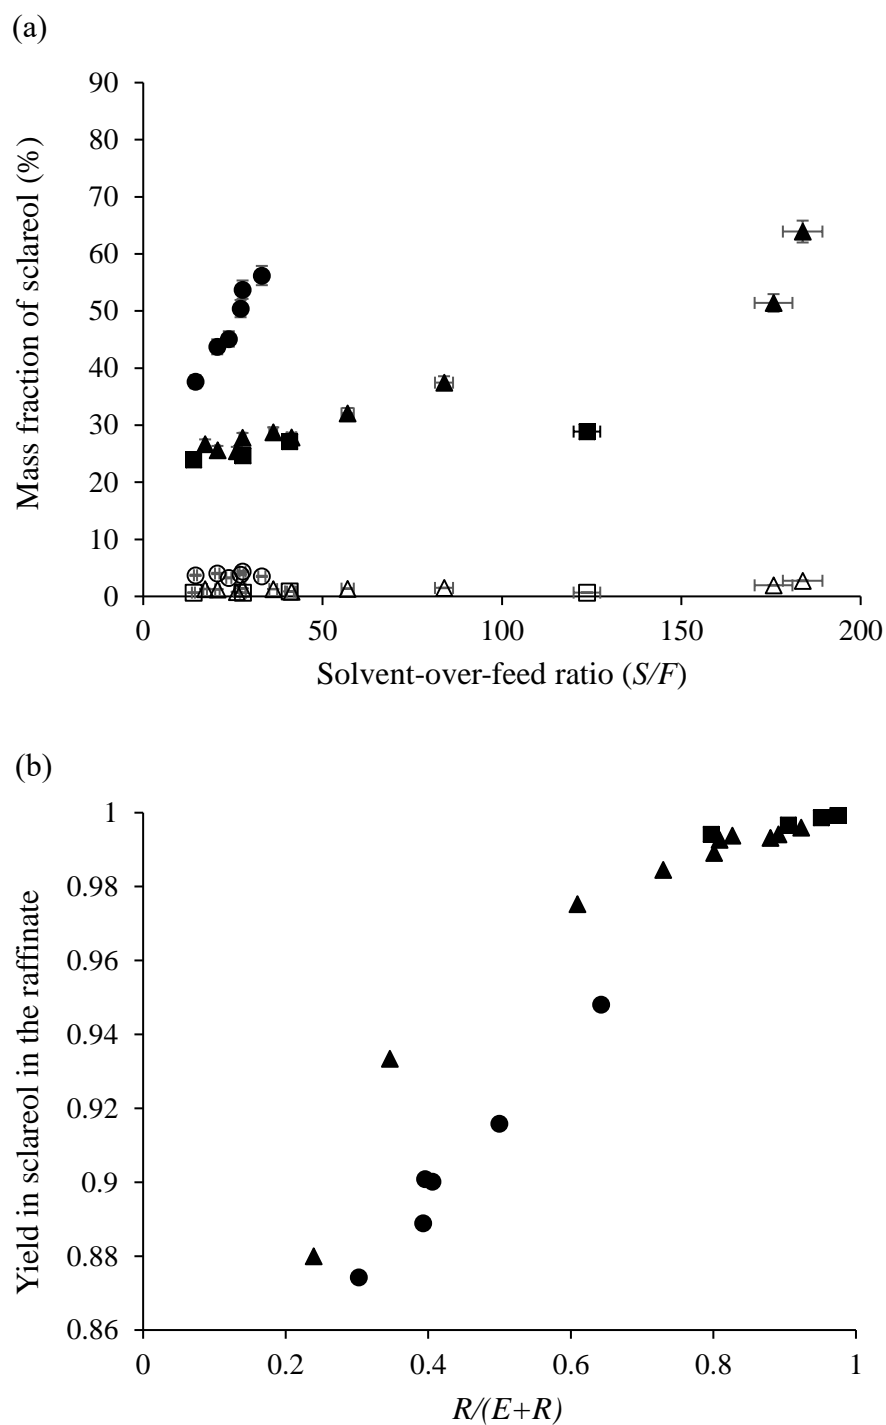 (a)
90
80
70
60
50
40
30
20
10
0
Mass fraction of sclareol (%)
0 50 100 150 200
Solvent-over-feed ratio (S/F)
(b)
1
0.98
0.96
0.94
0.92
0.9
0.88
0.86
Yield in sclareol in the raffinate
0 0.2 0.4 0.6 0.8 1
R/(E+R)